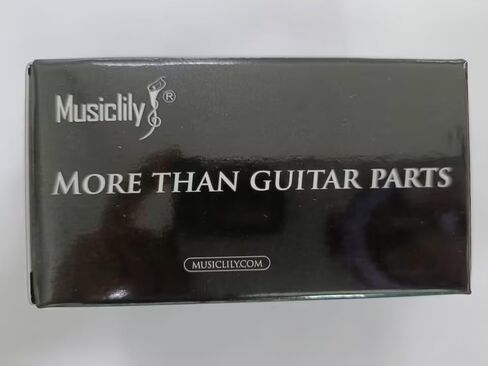 Musiclily®
MORE THAN GUITAR PARTS
MUSICLILY.COM